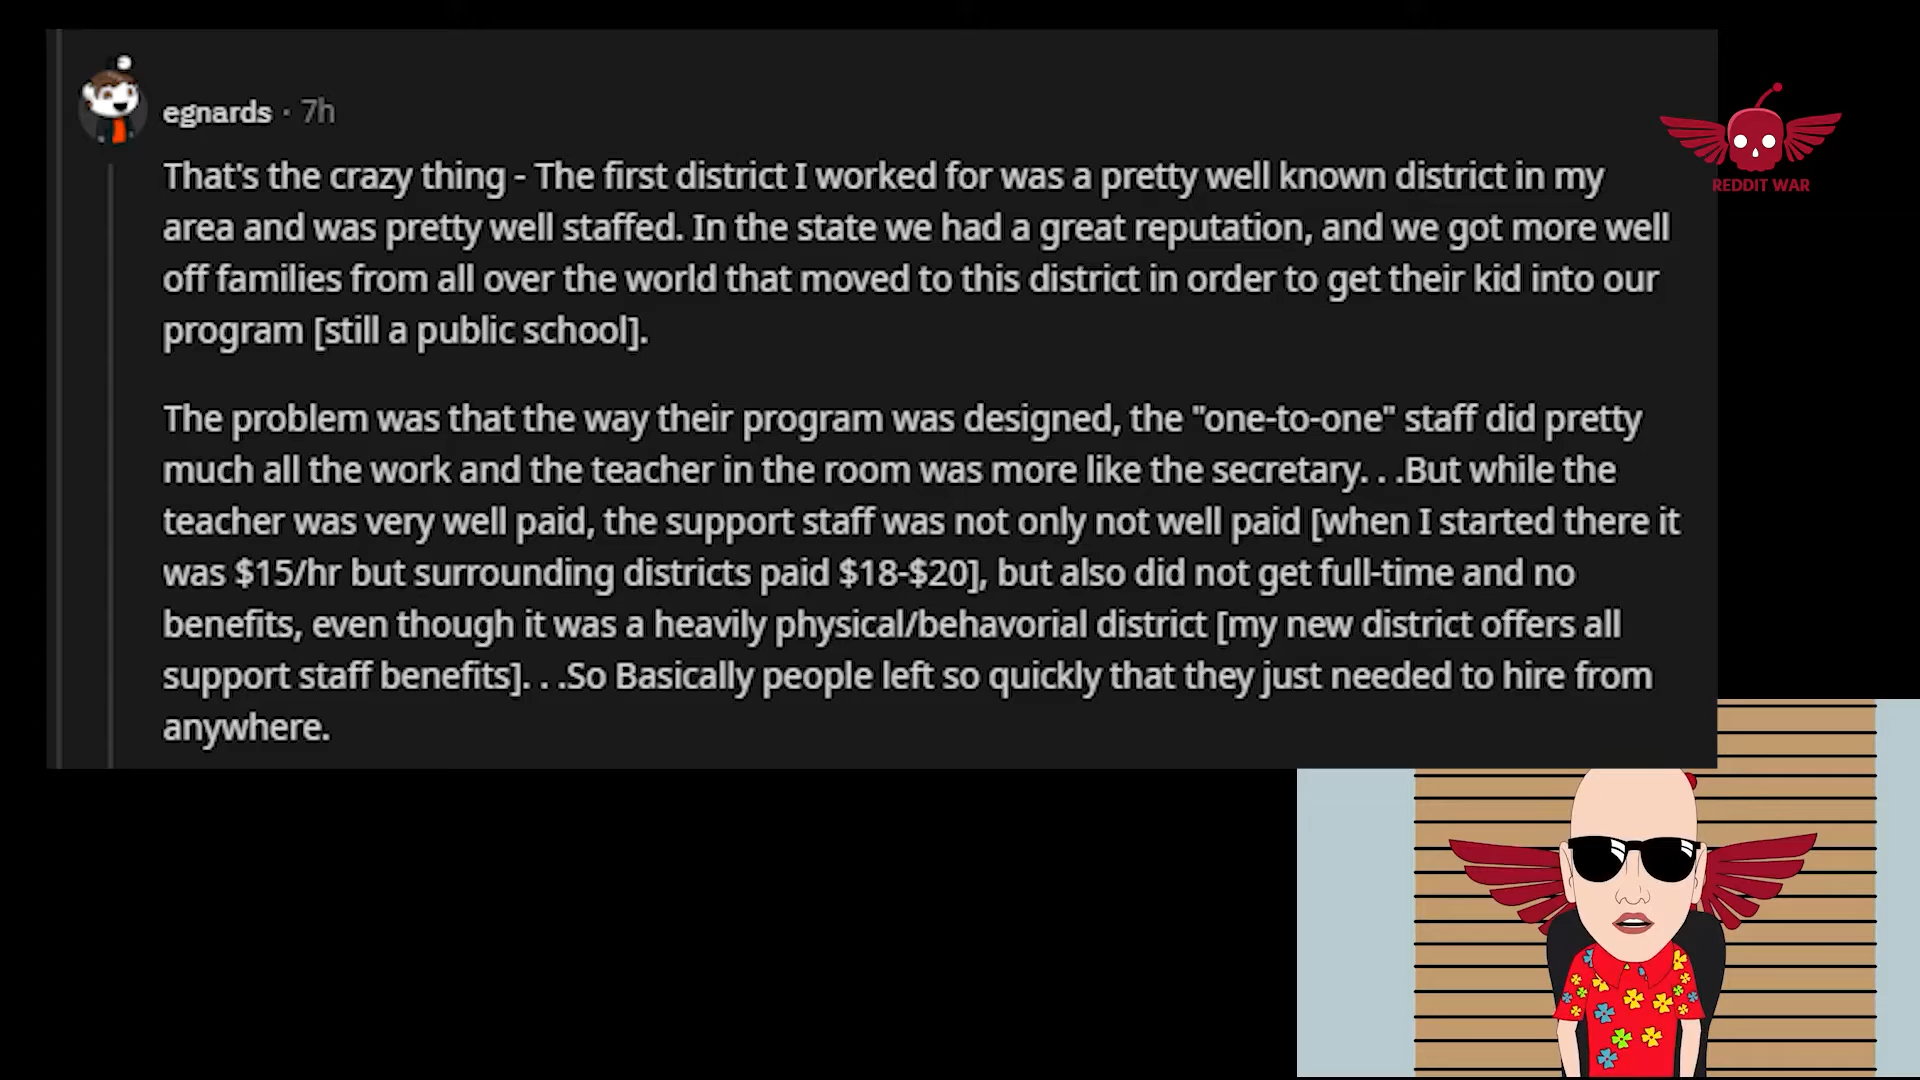 egnards · 7h
REDDIT WAR
That's the crazy thing - The first district I worked for was a pretty well known district in my
area and was pretty well staffed. In the state we had a great reputation, and we got more well
off families from all over the world that moved to this district in order to get their kid into our
program [still a public school].
The problem was that the way their program was designed, the "one-to-one" staff did pretty
much all the work and the teacher in the room was more like the secretary. . .But while the
teacher was very well paid, the support staff was not only not well paid [when I started there it
was $15/hr but surrounding districts paid $18-$20], but also did not get full-time and no
benefits, even though it was a heavily physical/behavorial district [my new district offers all
support staff benefits]. . .So Basically people left so quickly that they just needed to hire from
anywhere.